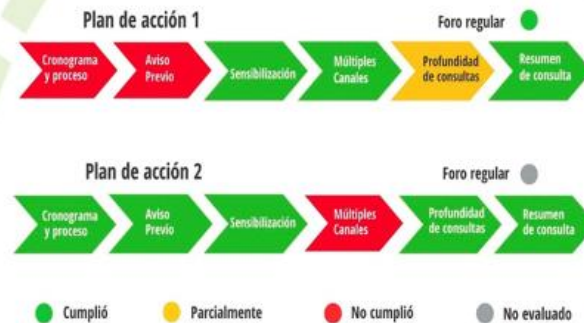 Plan de acción 1
Foro regular
Cronograma
y proceso
Aviso
Previo
Sensibilización
Múltiples
Canales
Profundidad
de consultas
Resumen
de consulta
Plan de acción 2
Foro regular
Cronograma
y proceso
Aviso
Previo
Sensibilización
Múltiples
Canales
Profundidad
de consultas
Resumen
de consulta
Cumplió
Parcialmente
No cumplió
No evaluado